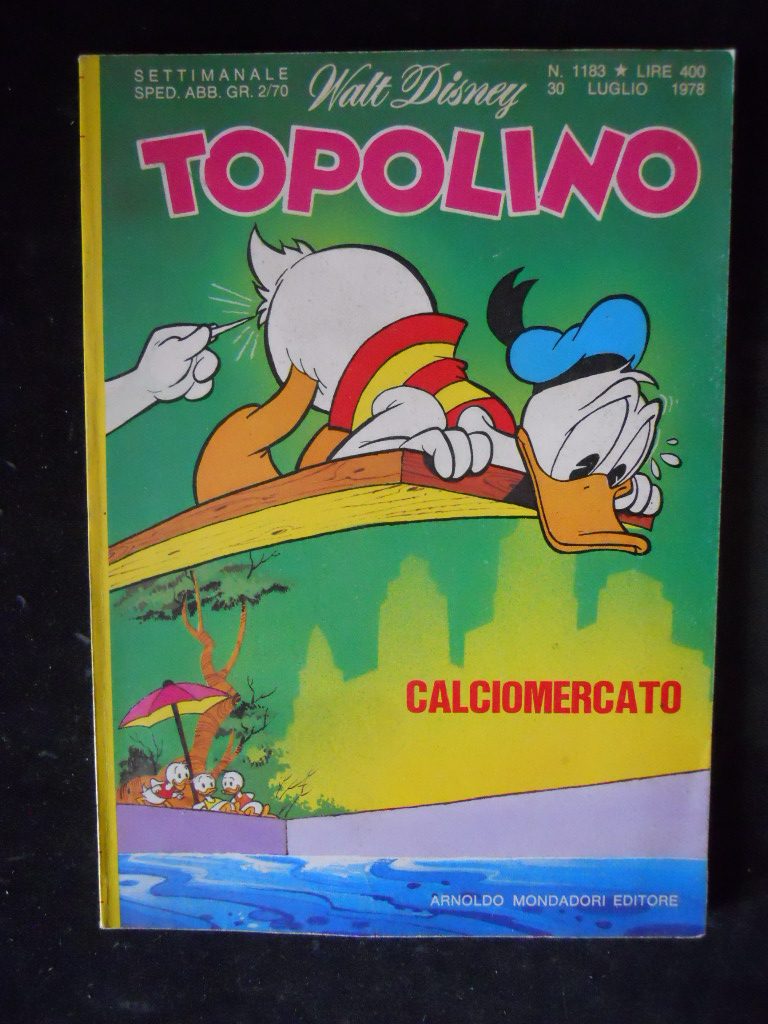 SETTIMANALE
SPED. ABB. GR. 2/70
Walt Disney
N. 1183 ★ LIRE 400
30 LUGLIO 1978
TOPOLINO
CALCIOMERCATO
ARNOLDO MONDADORI EDITORE